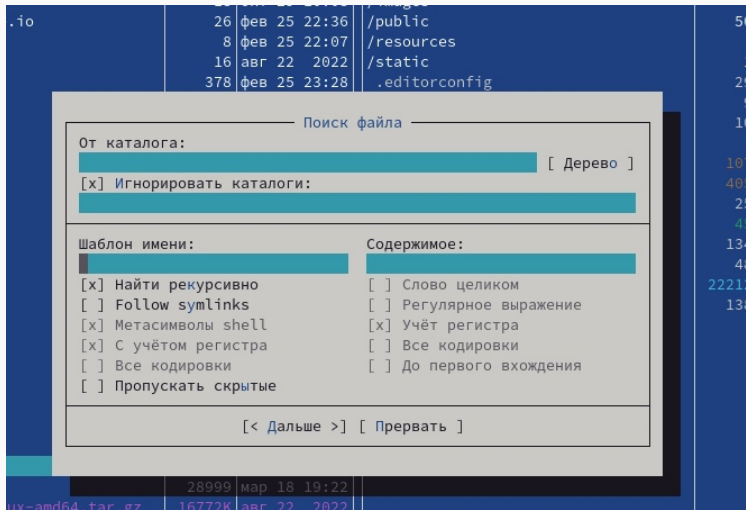 .io 26 фев 25 22:36 /public
8 фев 25 22:07 /resources
16 авг 22 2022 /static
378 фев 25 23:28 .editorconfig
Поиск файла
От каталога:
[ Дерево ]
[x] Игнорировать каталоги:
Шаблон имени:
[x] Найти рекурсивно
[ ] Follow symlinks
[x] Метасимволы shell
[x] С учётом регистра
[ ] Все кодировки
[ ] Пропускать скрытые
Содержимое:
[ ] Слово целиком
[ ] Регулярное выражение
[x] Учёт регистра
[ ] Все кодировки
[ ] До первого вхождения
[< Дальше >] [ Прервать ]
28999 мар 18 19:22
ux-amd64.tar.gz 16772K авг 22 2022